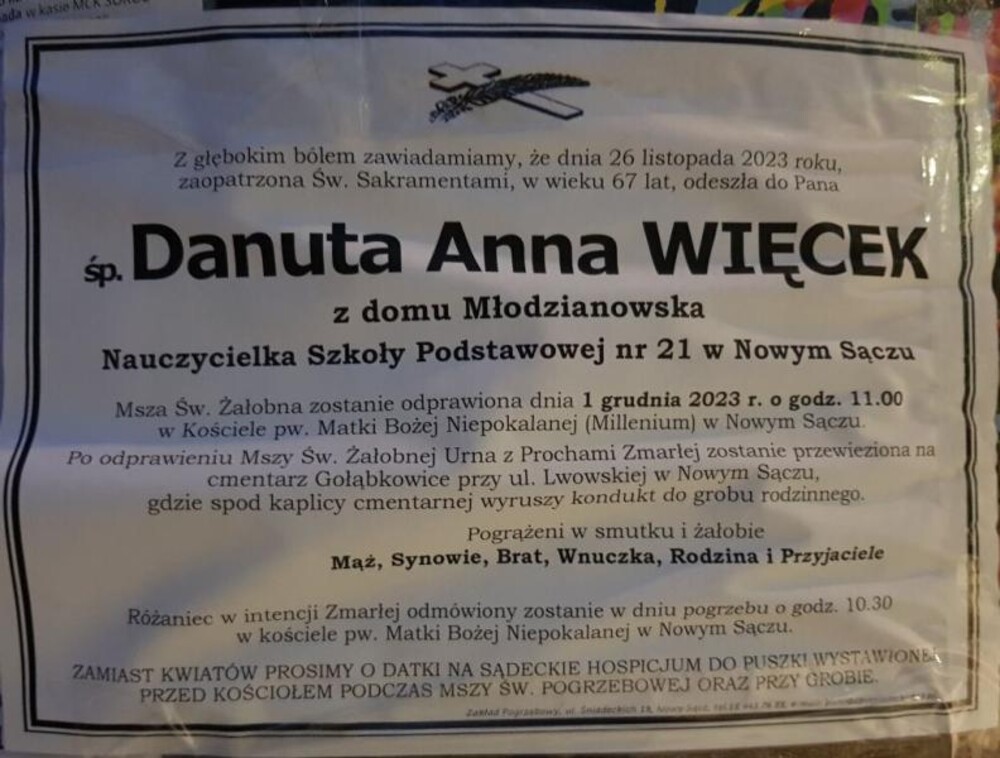 ada w kasie MCK
Z głębokim bólem zawiadamiamy, że dnia 26 listopada 2023 roku,
zaopatrzona Św. Sakramentami, w wieku 67 lat, odeszła do Pana
śp. Danuta Anna WIĘCEK
z domu Młodzianowska
Nauczycielka Szkoły Podstawowej nr 21 w Nowym Sączu
Msza Św. Żałobna zostanie odprawiona dnia 1 grudnia 2023 r. o godz. 11.00
w Kościele pw. Matki Bożej Niepokalanej (Millenium) w Nowym Sączu.
Po odprawieniu Mszy Św. Żałobnej Urna z Prochami Zmarłej zostanie przewieziona na
cmentarz Gołąbkowice przy ul. Lwowskiej w Nowym Sączu,
gdzie spod kaplicy cmentarnej wyruszy kondukt do grobu rodzinnego.
Pogrążeni w smutku i żałobie
Mąż, Synowie, Brat, Wnuczka, Rodzina i Przyjaciele
Różaniec w intencji Zmarłej odmówiony zostanie w dniu pogrzebu o godz. 10.30
w kościele pw. Matki Bożej Niepokalanej w Nowym Sączu.
ZAMIAST KWIATÓW PROSIMY O DATKI NA SĄDECKIE HOSPICJUM DO PUSZKI WYSTAWIONEJ
PRZED KOŚCIOŁEM PODCZAS MSZY ŚW. POGRZEBOWEJ ORAZ PRZY GROBIE.
Zakład Pogrzebowy, ul. Śniadeckich